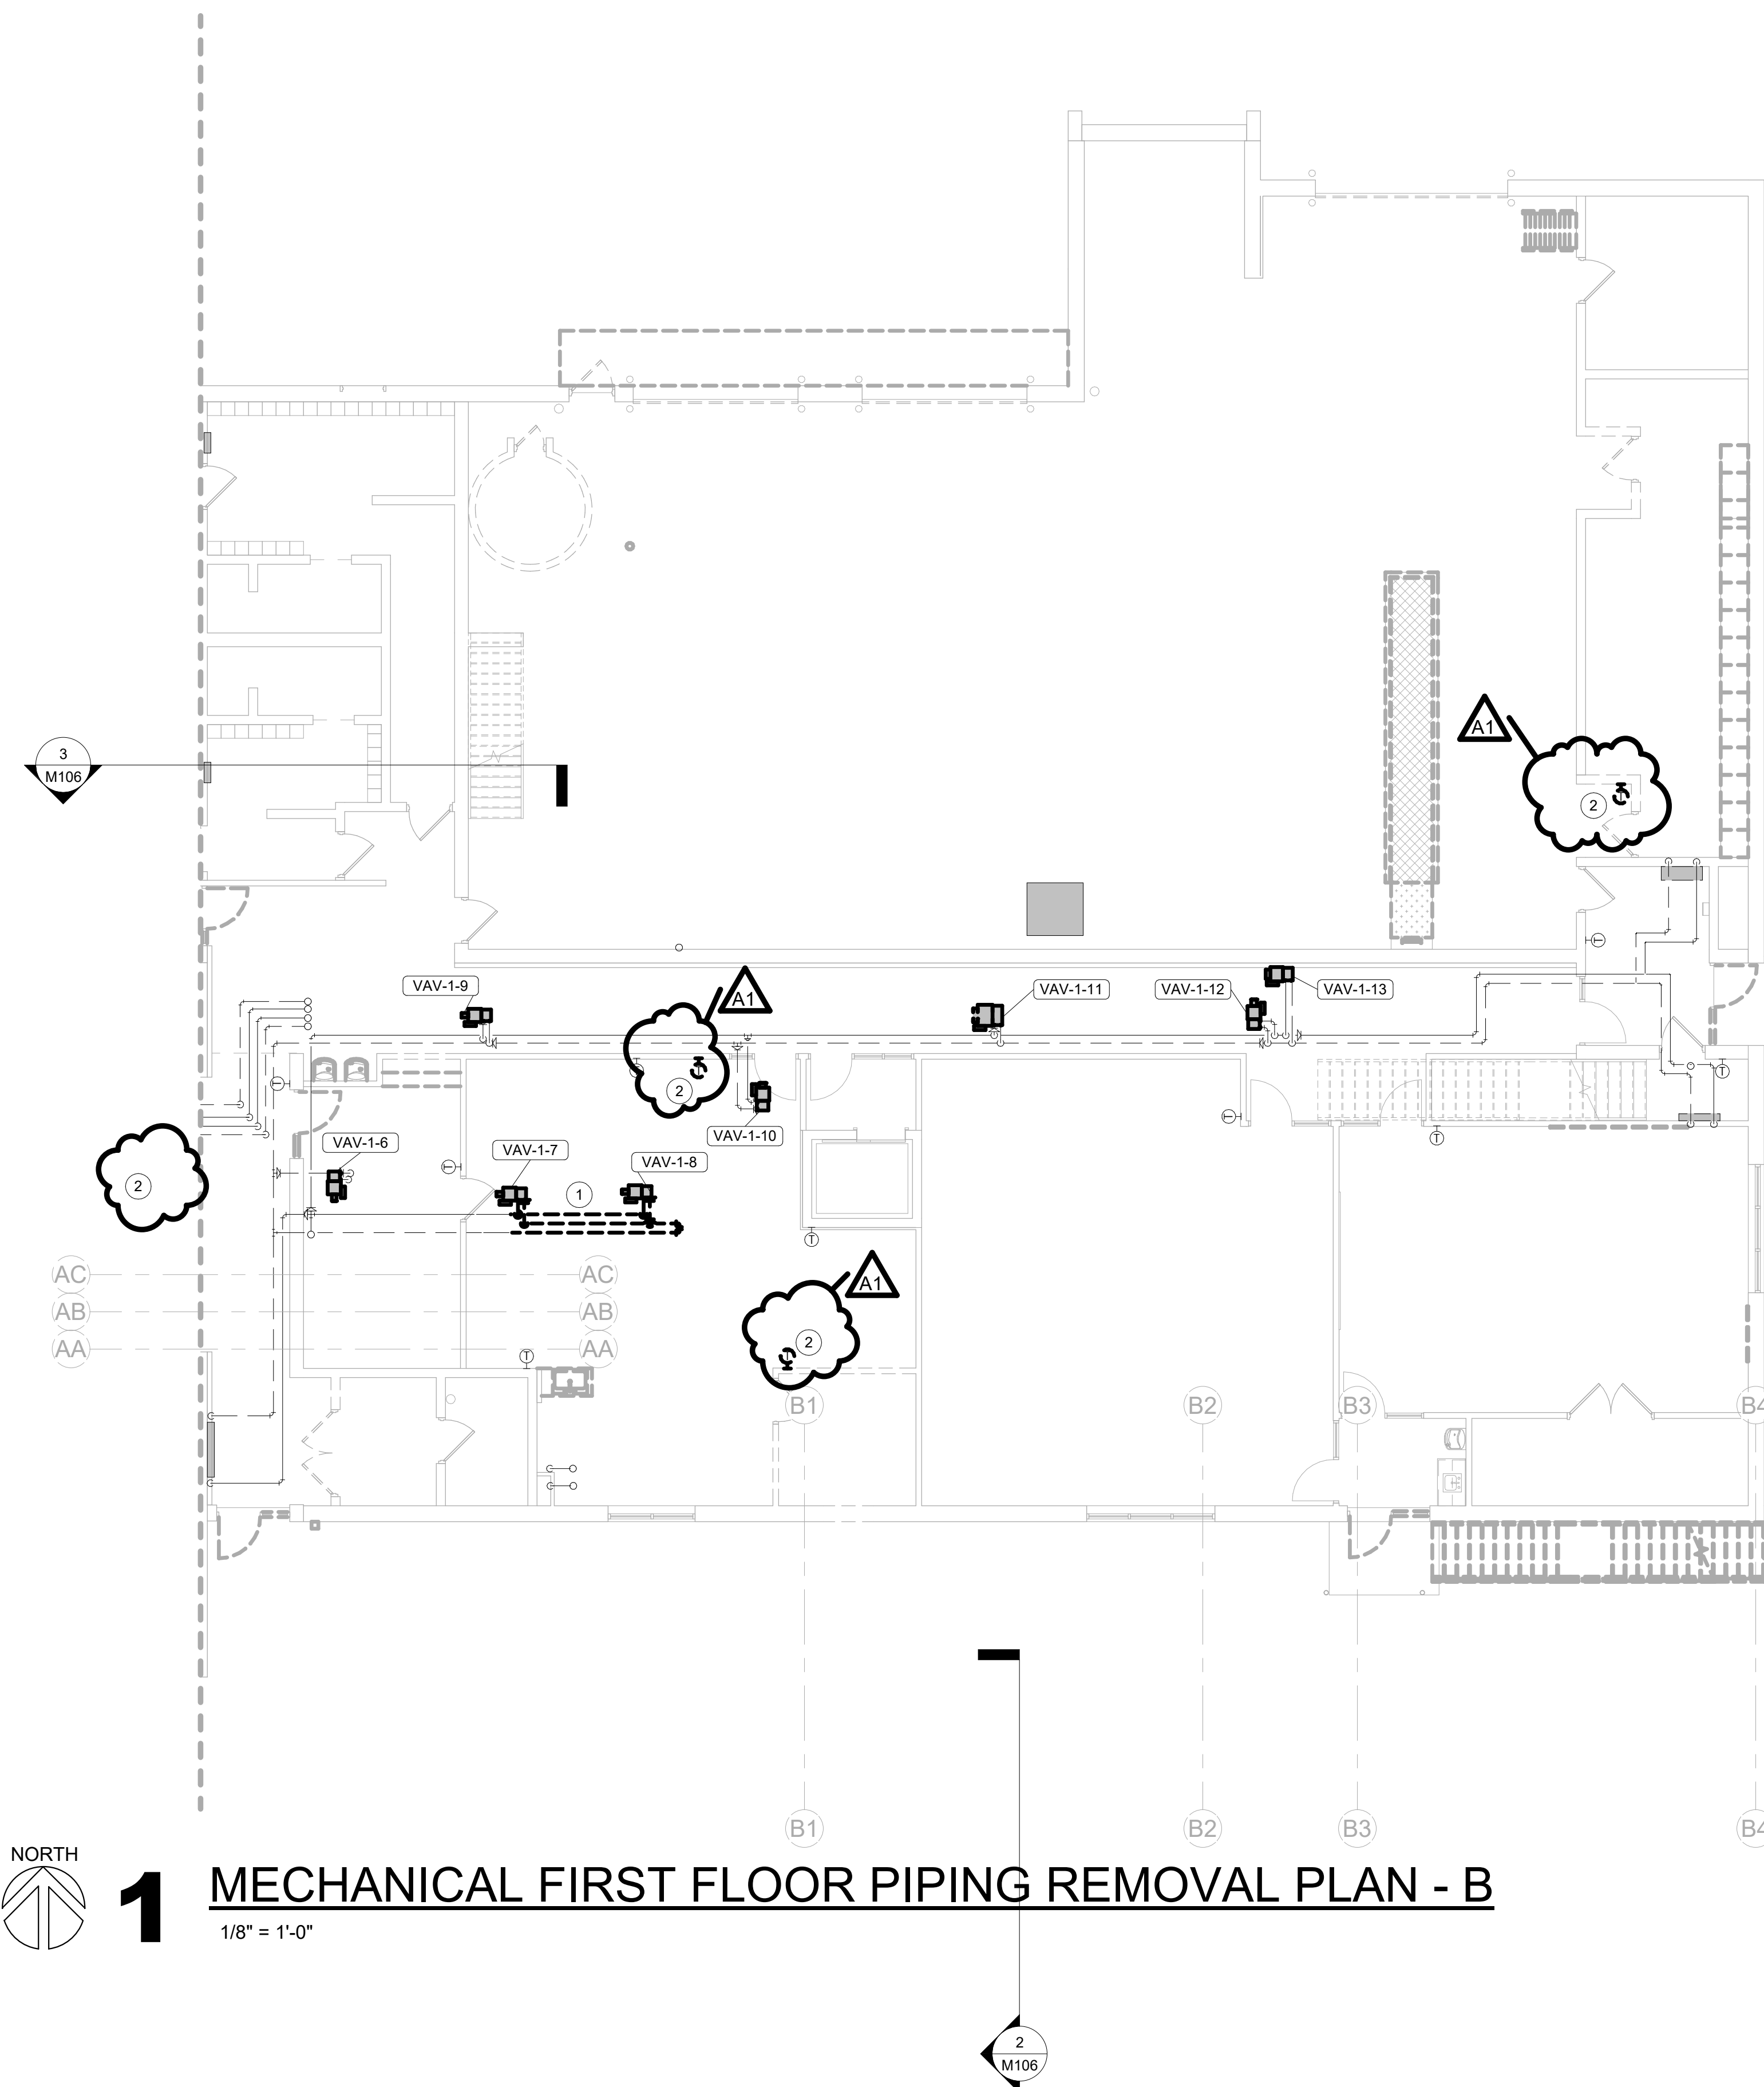 A1
3
M106
2
VAV-1-9
A1
VAV-1-11
VAV-1-12
VAV-1-13
T
T
T
T
2
T
VAV-1-10
T
T
VAV-1-6
VAV-1-7
VAV-1-8
T
2
1
T
AC
AC
A1
AB
AB
2
AA
AA
T
B1
B2
B3
B4
B1
B2
B3
B4
NORTH
1
MECHANICAL FIRST FLOOR PIPING REMOVAL PLAN - B
1/8" = 1'-0"
2
M106